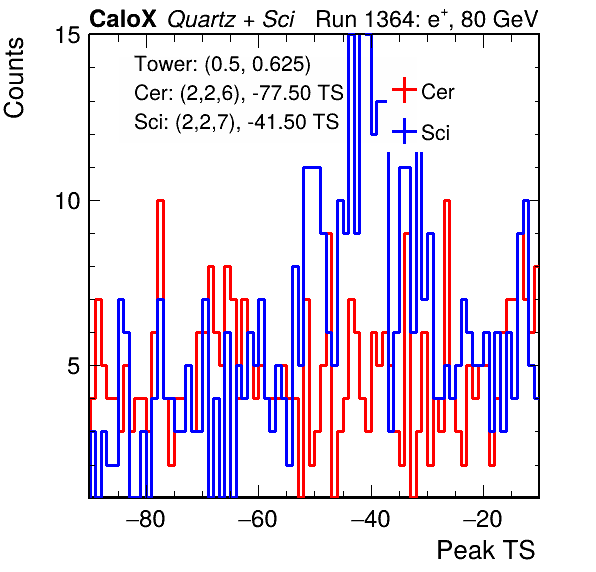 CaloX Quartz + Sci Run 1364: e⁺, 80 GeV
Counts
15
10
5
Tower: (0.5, 0.625)
Cer: (2,2,6), -77.50 TS
Sci: (2,2,7), -41.50 TS
Cer
Sci
−80 −60 −40 −20
Peak TS